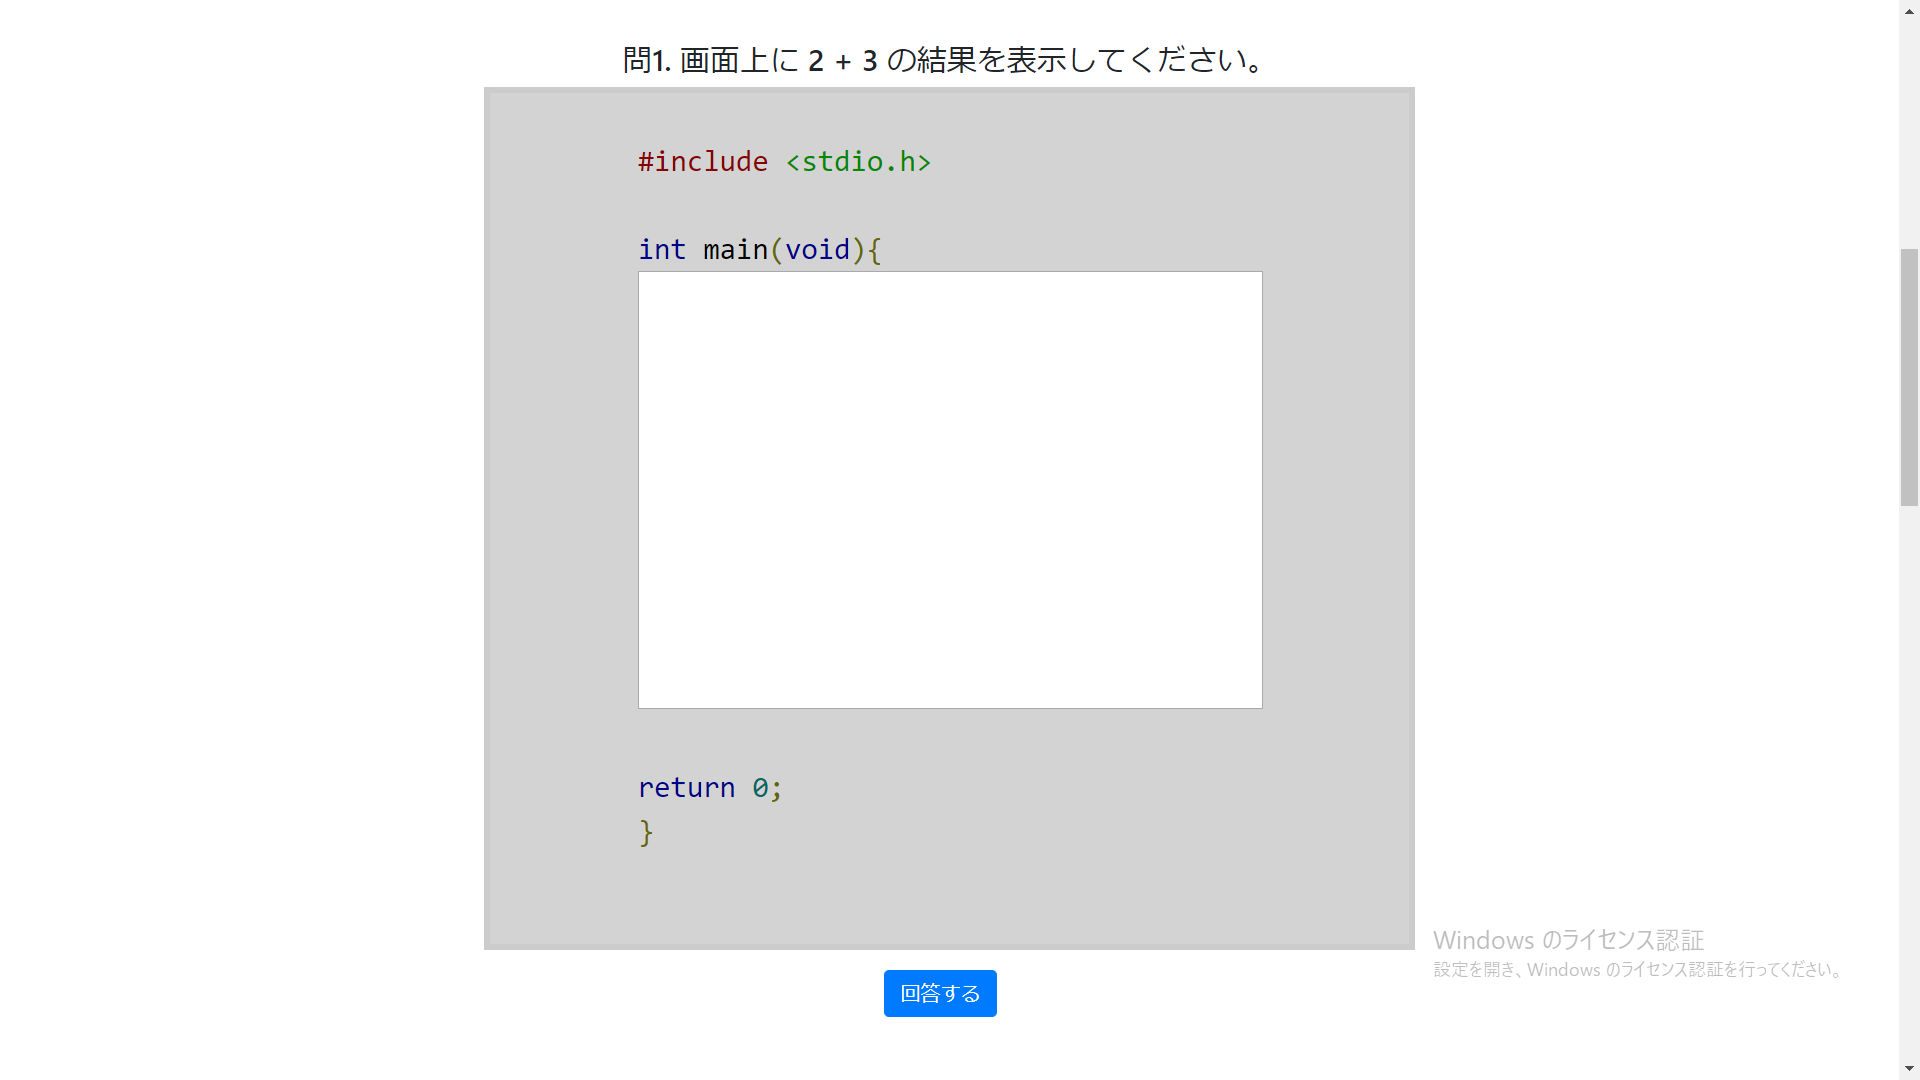 問1. 画面上に 2 + 3 の結果を表示してください。
#include <stdio.h>
int main(void){
return 0;
}
Windows のライセンス認証
設定を開き、Windows のライセンス認証を行ってください。
回答する